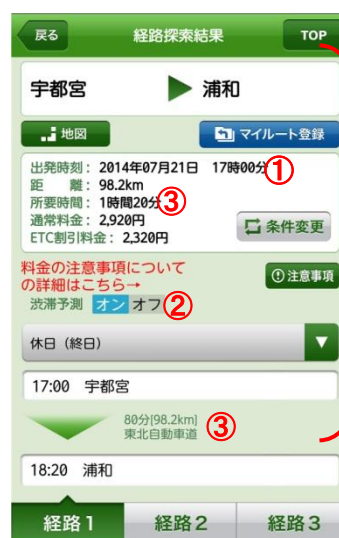 戻る
経路探索結果
TOP
宇都宮 ▶ 浦和
地図
マイルート登録
出発時刻： 2014年07月21日 17時00分①
距　離： 98.2km
所要時間： 1時間20分③
通常料金： 2,920円
ETC割引料金： 2,320円
条件変更
料金の注意事項について
の詳細はこちら→
注意事項
渋滞予測 オン オフ②
休日（終日） ▼
17:00 宇都宮
80分[98.2km]
東北自動車道
③
18:20 浦和
経路1 経路2 経路3